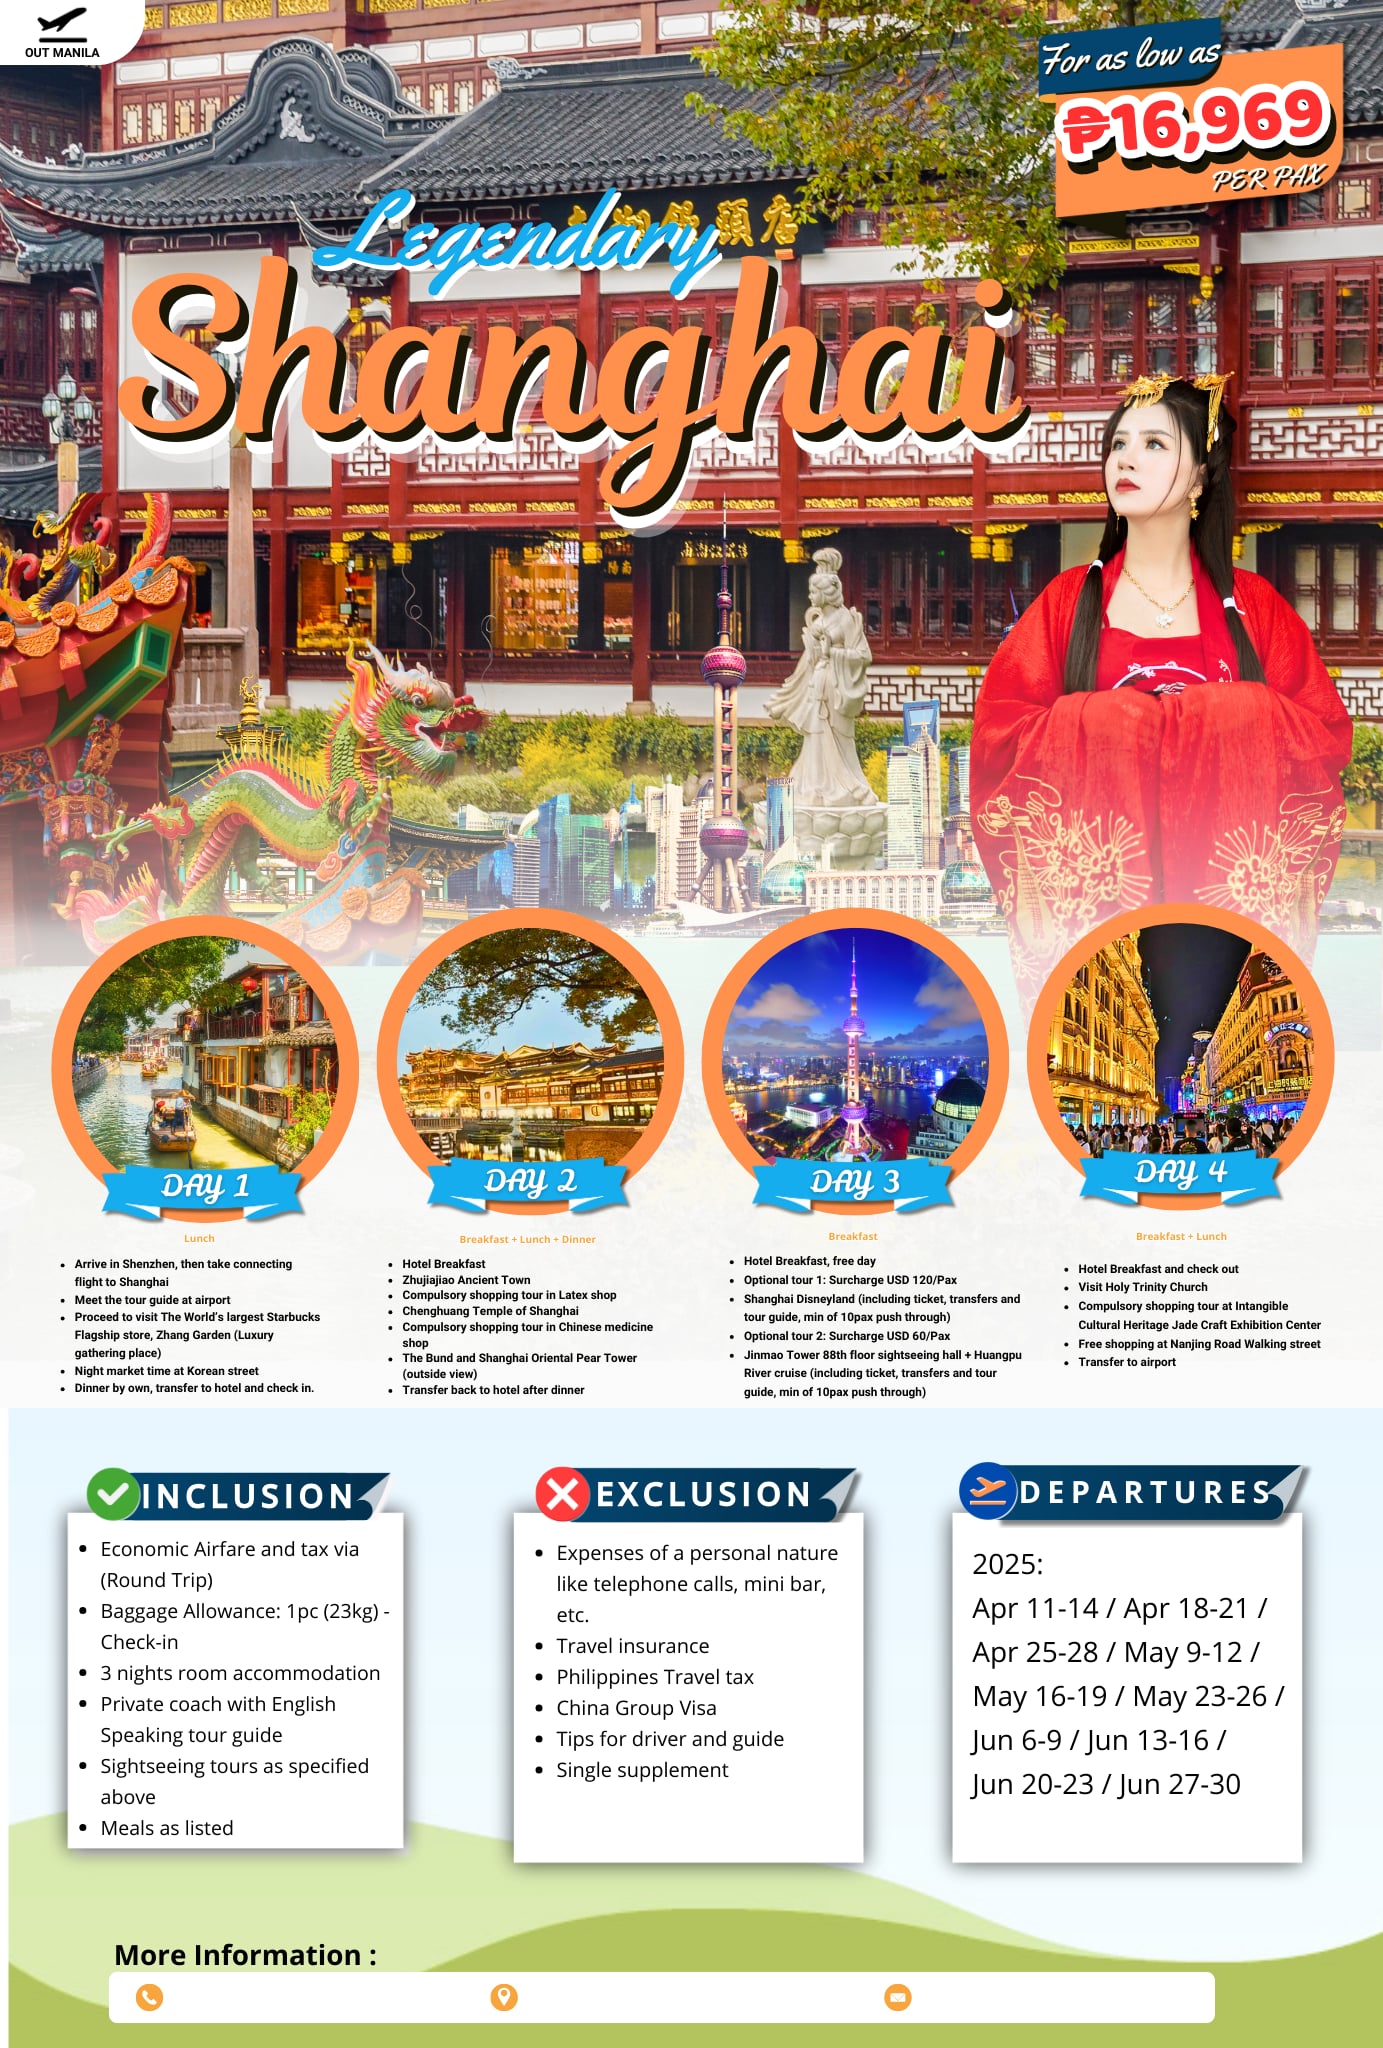 OUT MANILA
For as low as
₱16,969
PER PAX
Legendary
Shanghai
DAY 1
Lunch
• Arrive in Shenzhen, then take connecting
flight to Shanghai
• Meet the tour guide at airport
• Proceed to visit The World's largest Starbucks
Flagship store, Zhang Garden (Luxury
gathering place)
• Night market time at Korean street
• Dinner by own, transfer to hotel and check in.
DAY 2
Breakfast + Lunch + Dinner
• Hotel Breakfast
• Zhujiajiao Ancient Town
• Compulsory shopping tour in Latex shop
• Chenghuang Temple of Shanghai
• Compulsory shopping tour in Chinese medicine
shop
• The Bund and Shanghai Oriental Pear Tower
(outside view)
• Transfer back to hotel after dinner
DAY 3
Breakfast
• Hotel Breakfast, free day
• Optional tour 1: Surcharge USD 120/Pax
• Shanghai Disneyland (including ticket, transfers and
tour guide, min of 10pax push through)
• Optional tour 2: Surcharge USD 60/Pax
• Jinmao Tower 88th floor sightseeing hall + Huangpu
River cruise (including ticket, transfers and tour
guide, min of 10pax push through)
DAY 4
Breakfast + Lunch
• Hotel Breakfast and check out
• Visit Holy Trinity Church
• Compulsory shopping tour at Intangible
Cultural Heritage Jade Craft Exhibition Center
• Free shopping at Nanjing Road Walking street
• Transfer to airport
INCLUSION
• Economic Airfare and tax via
(Round Trip)
• Baggage Allowance: 1pc (23kg) -
Check-in
• 3 nights room accommodation
• Private coach with English
Speaking tour guide
• Sightseeing tours as specified
above
• Meals as listed
EXCLUSION
• Expenses of a personal nature
like telephone calls, mini bar,
etc.
• Travel insurance
• Philippines Travel tax
• China Group Visa
• Tips for driver and guide
• Single supplement
DEPARTURES
2025:
Apr 11-14 / Apr 18-21 /
Apr 25-28 / May 9-12 /
May 16-19 / May 23-26 /
Jun 6-9 / Jun 13-16 /
Jun 20-23 / Jun 27-30
More Information :